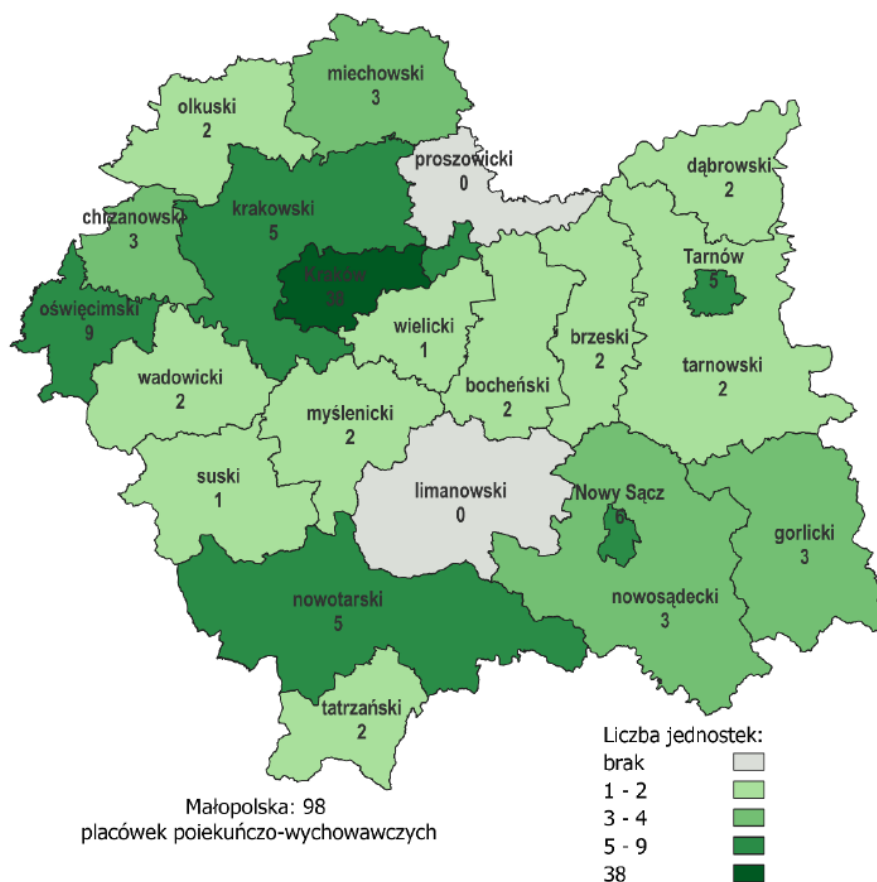 miechowski
3
olkuski
2
proszowicki
0
dąbrowski
2
chrzanowski
3
krakowski
5
Tarnów
5
Kraków
38
oświęcimski
9
wielicki
1
brzeski
2
tarnowski
2
wadowicki
2
bocheński
2
myślenicki
2
suski
1
limanowski
0
Nowy Sącz
6
gorlicki
3
nowotarski
5
nowosądecki
3
tatrzański
2
Liczba jednostek:
brak
1 - 2
3 - 4
5 - 9
38
Małopolska: 98
placówek poiekuńczo-wychowawczych